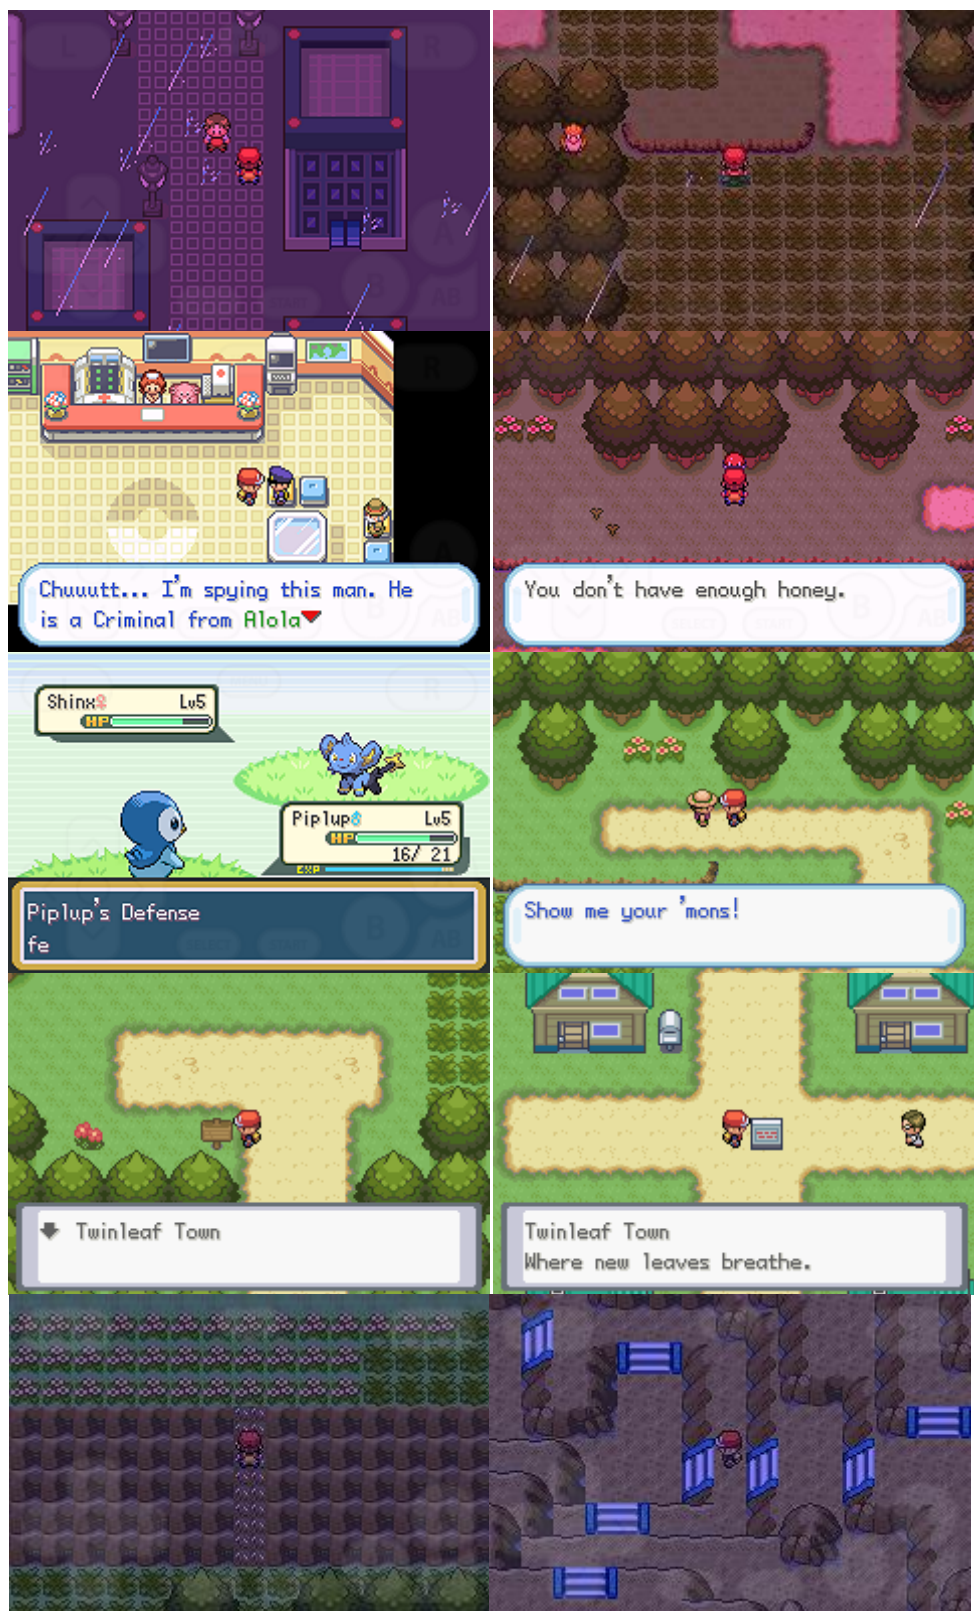 Chuuutt... I'm spying this man. He
is a Criminal from Alola
You don't have enough honey.
Shinx♀ Lv5
HP
Piplup♂ Lv5
HP
16/ 21
EXP
Piplup's Defense
fe
Show me your 'mons!
Twinleaf Town
Twinleaf Town
Where new leaves breathe.